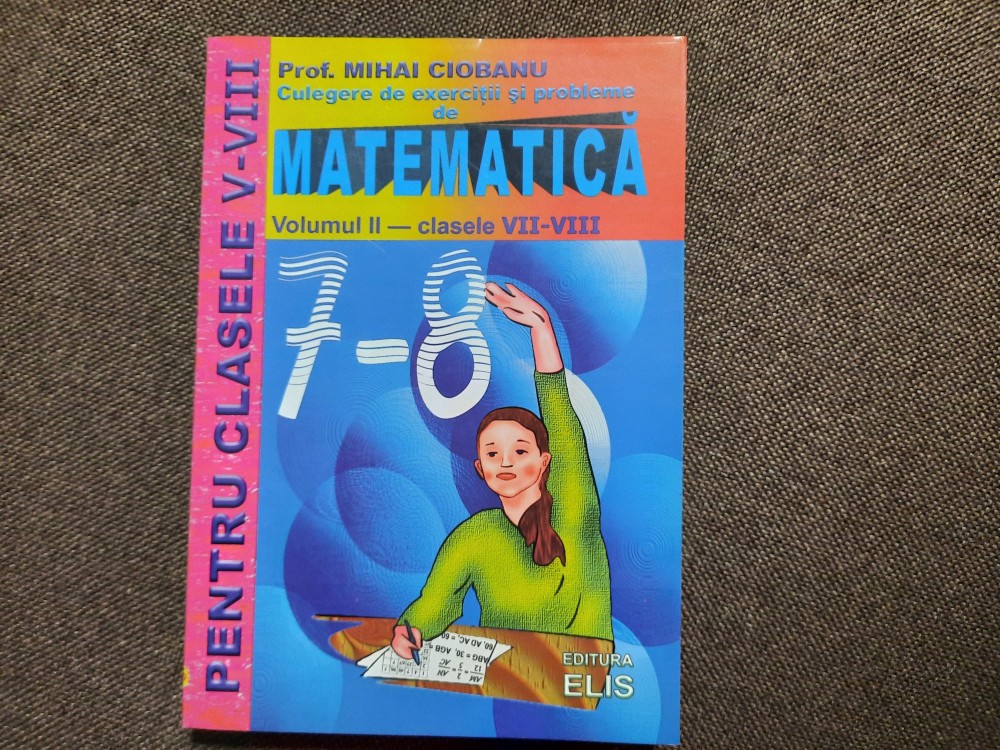 PENTRU CLASELE V-VIII
Prof. MIHAI CIOBANU
Culegere de exerciții și probleme
de
MATEMATICĂ
Volumul II — clasele VII-VIII
7-8
EDITURA
ELIS